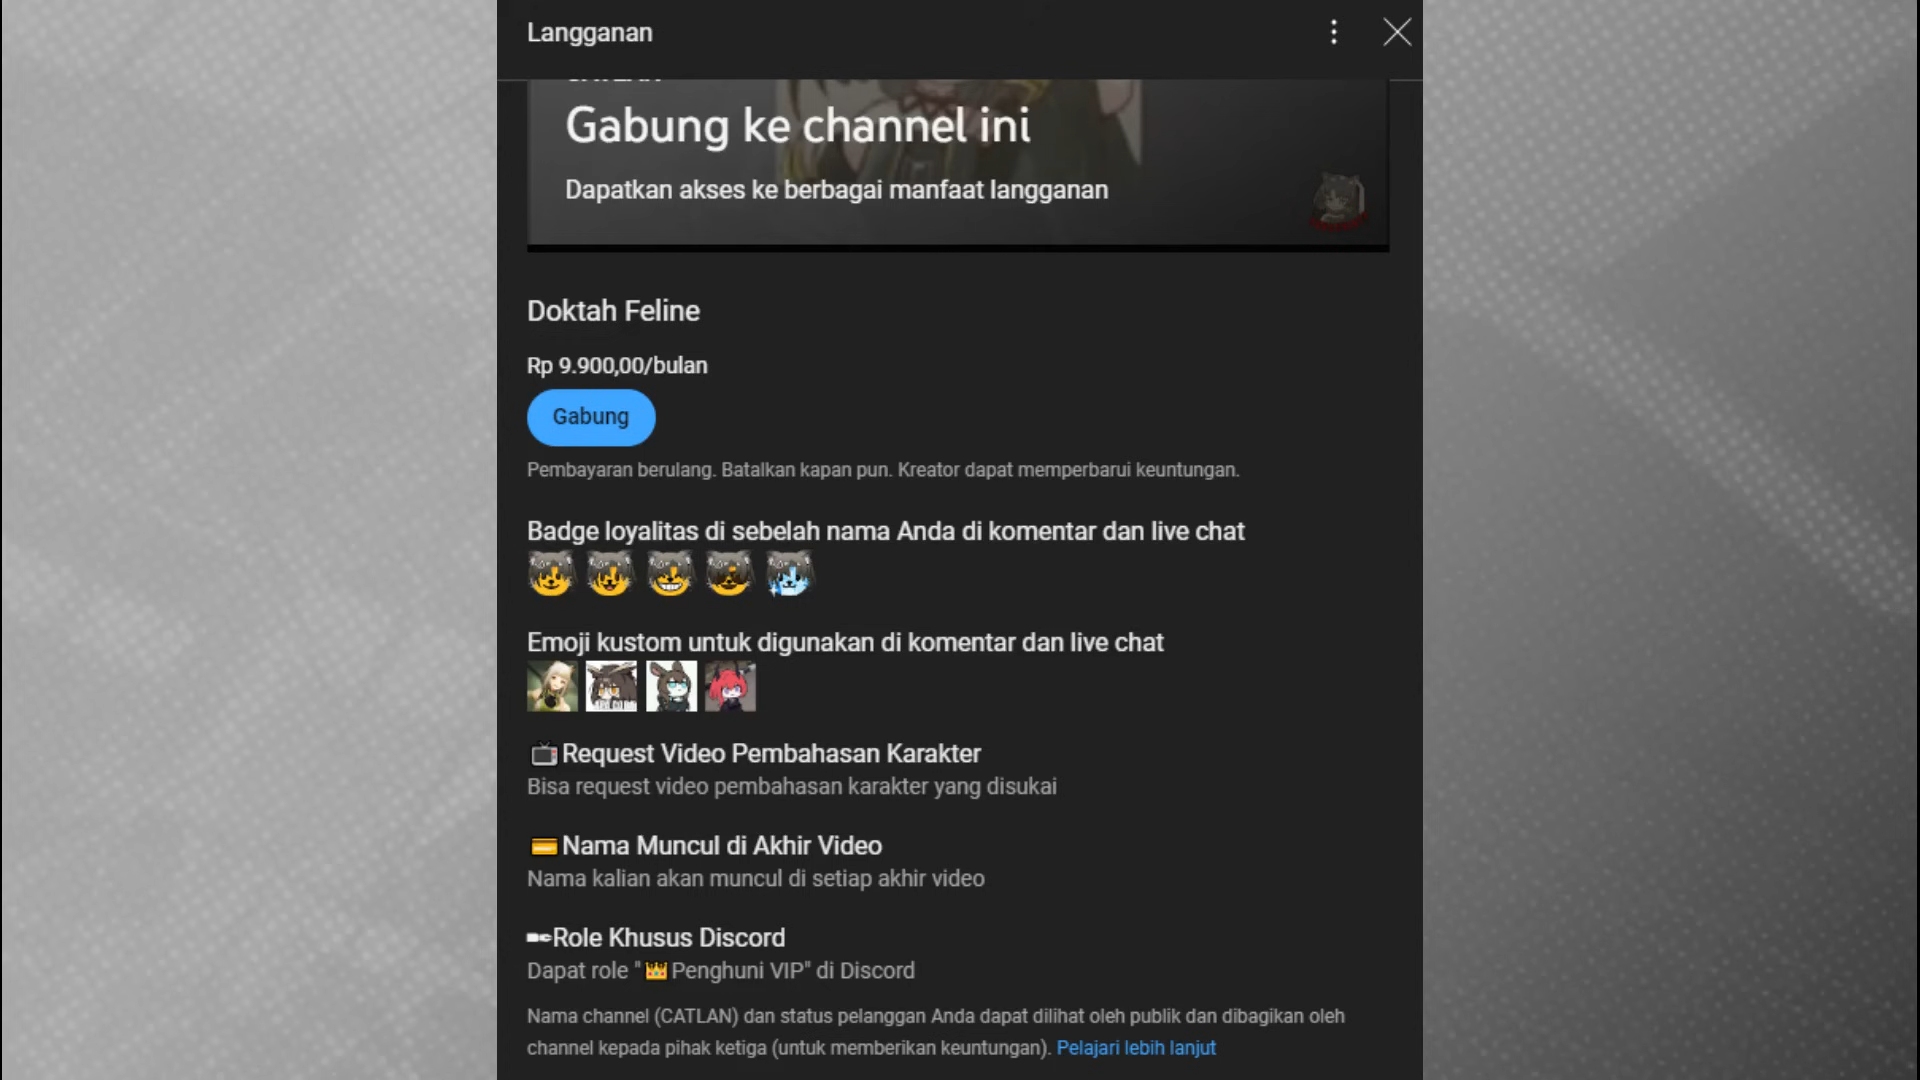 Langganan
CATLAN
Gabung ke channel ini
Dapatkan akses ke berbagai manfaat langganan
Doktah Feline
Rp 9.900,00/bulan
Gabung
Pembayaran berulang. Batalkan kapan pun. Kreator dapat memperbarui keuntungan.
Badge loyalitas di sebelah nama Anda di komentar dan live chat
Emoji kustom untuk digunakan di komentar dan live chat
📺Request Video Pembahasan Karakter
Bisa request video pembahasan karakter yang disukai
💳Nama Muncul di Akhir Video
Nama kalian akan muncul di setiap akhir video
Role Khusus Discord
Dapat role "👑Penghuni VIP" di Discord
Nama channel (CATLAN) dan status pelanggan Anda dapat dilihat oleh publik dan dibagikan oleh
channel kepada pihak ketiga (untuk memberikan keuntungan). Pelajari lebih lanjut